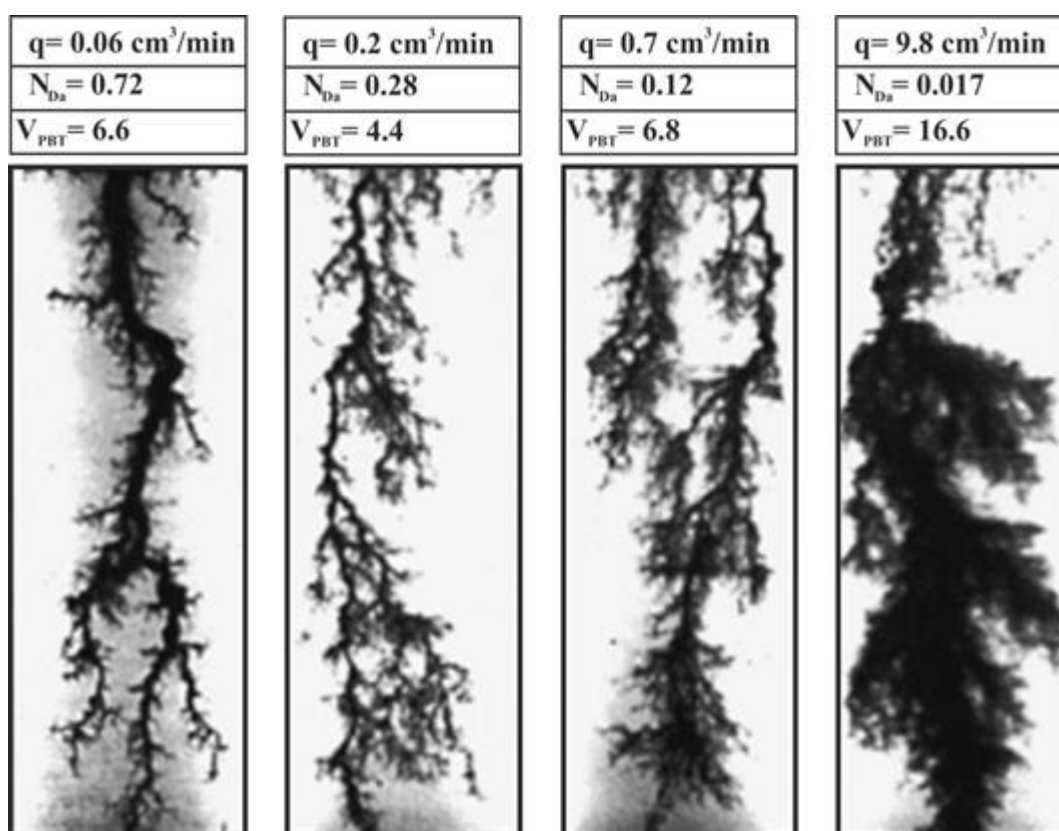 q= 0.06 cm³/min
N_Da= 0.72
V_PBT= 6.6
q= 0.2 cm³/min
N_Da= 0.28
V_PBT= 4.4
q= 0.7 cm³/min
N_Da= 0.12
V_PBT= 6.8
q= 9.8 cm³/min
N_Da= 0.017
V_PBT= 16.6